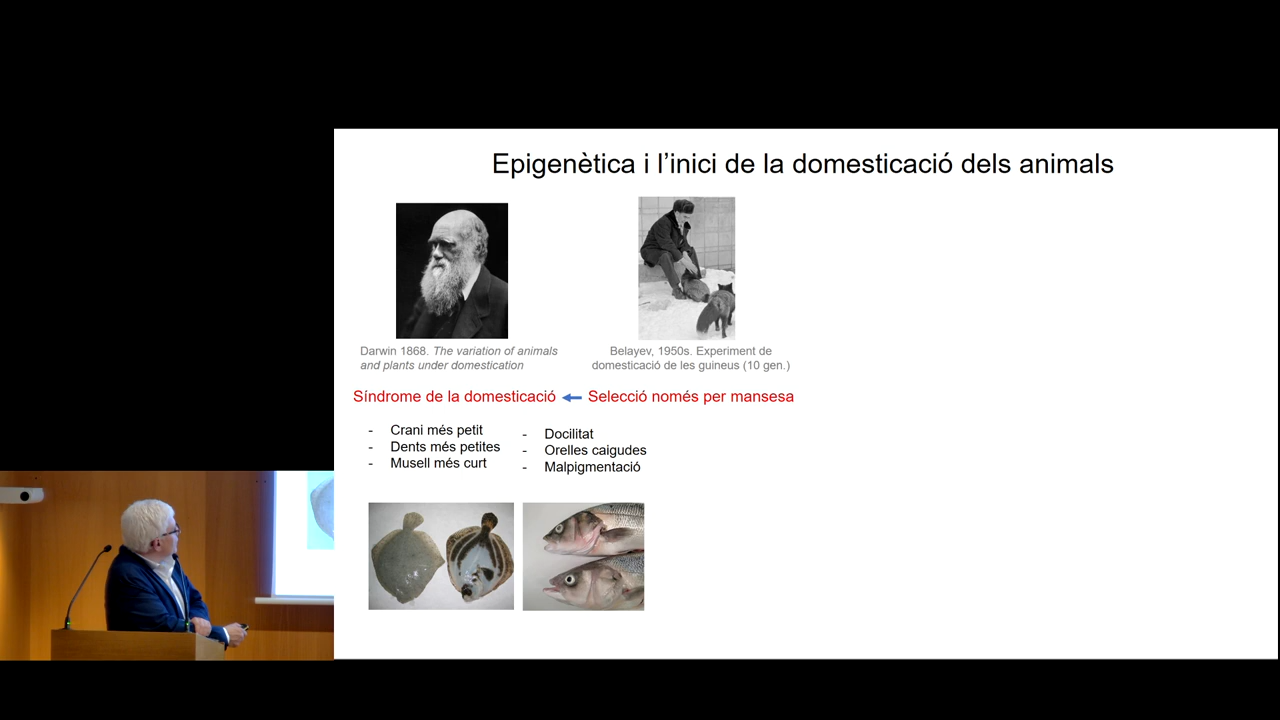 Epigenètica i l’inici de la domesticació dels animals
Darwin 1868. The variation of animals
and plants under domestication
Belayev, 1950s. Experiment de
domesticació de les guineus (10 gen.)
Síndrome de la domesticació
Selecció només per mansesa
- Crani més petit
- Dents més petites
- Musell més curt
- Docilitat
- Orelles caigudes
- Malpigmentació